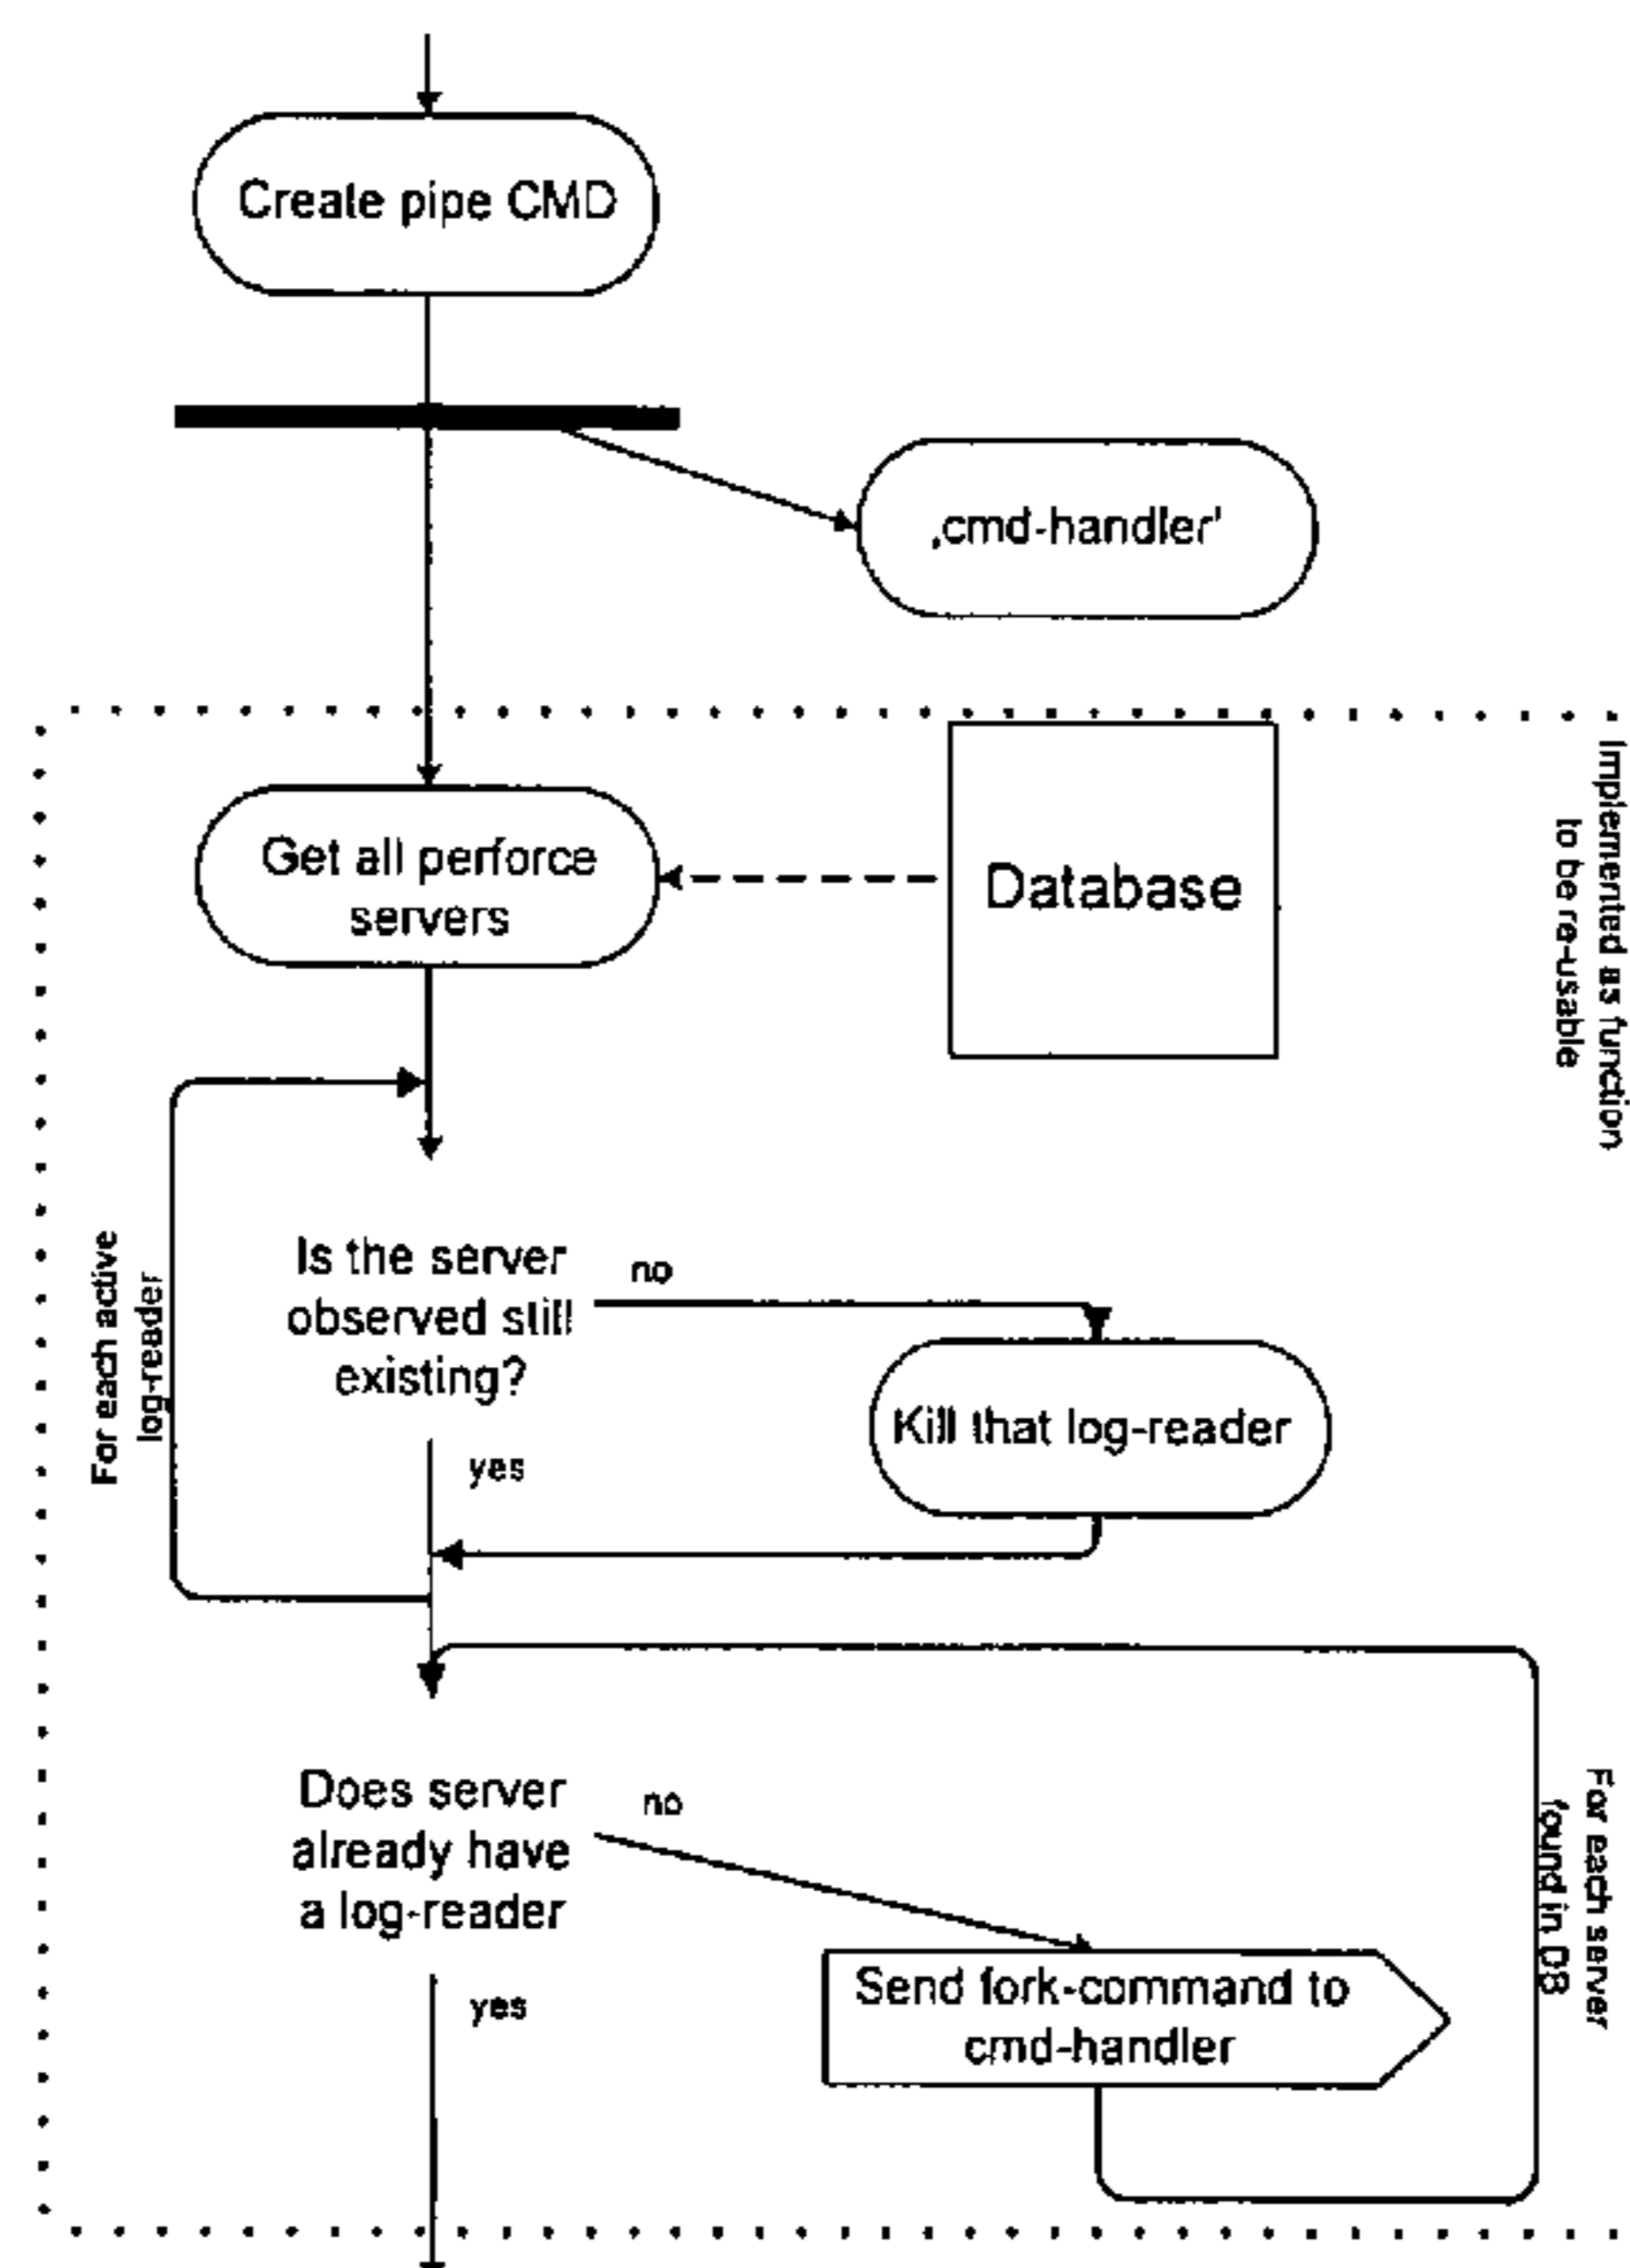 Create pipe CMD
‚cmd-handler'
Implemented as function
to be re-usable
Get all perforce
servers
Database
For each active
log-reader
Is the server
observed still
existing?
no
Kill that log-reader
yes
For each server
found in DB
Does server
already have
a log-reader
no
Send fork-command to
cmd-handler
yes